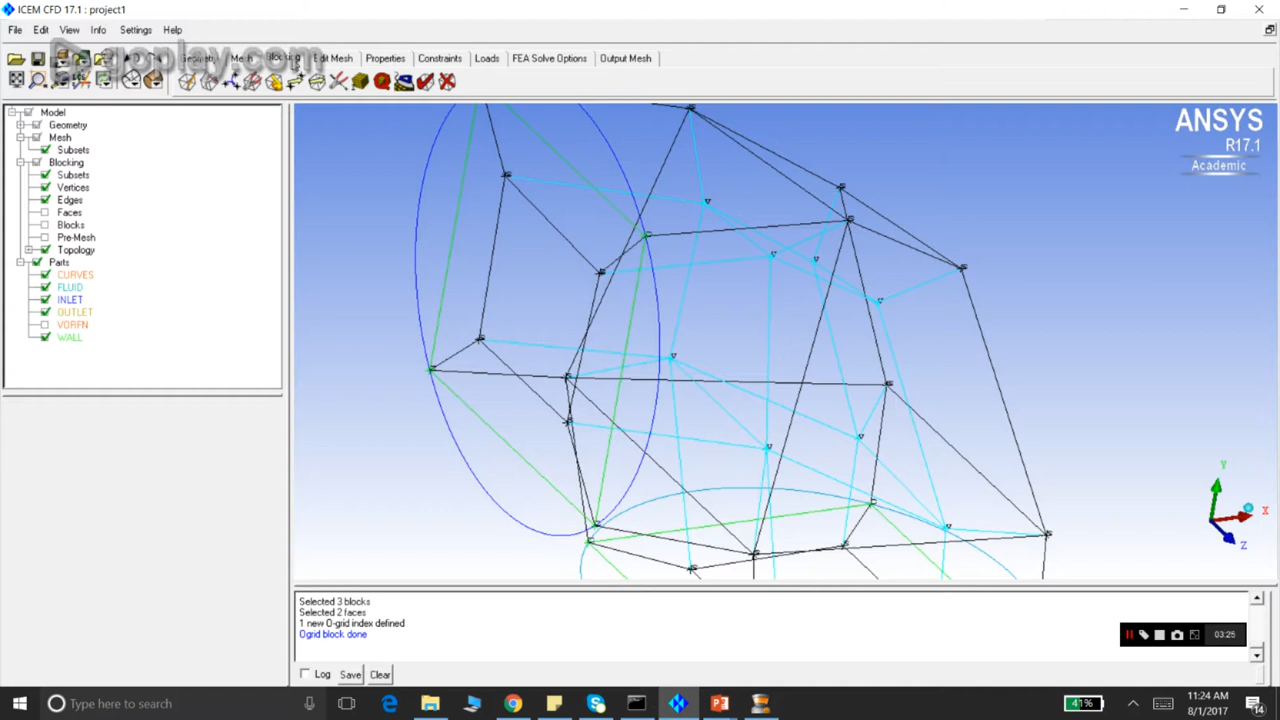 ICEM CFD 17.1 : project1
File Edit View Info Settings Help
goplay.com
Geometry Mesh Blocking Edit Mesh Properties Constraints Loads FEA Solve Options Output Mesh
Model
Geometry
Mesh
Subsets
Blocking
Subsets
Vertices
Edges
Faces
Blocks
Pre-Mesh
Topology
Parts
CURVES
FLUID
INLET
OUTLET
VORFN
WALL
ANSYS
R17.1
Academic
Y
X
Z
Selected 3 blocks
Selected 2 faces
1 new O-grid index defined
Ogrid block done
03:25
Log Save Clear
Type here to search
41%
11:24 AM
8/1/2017
14